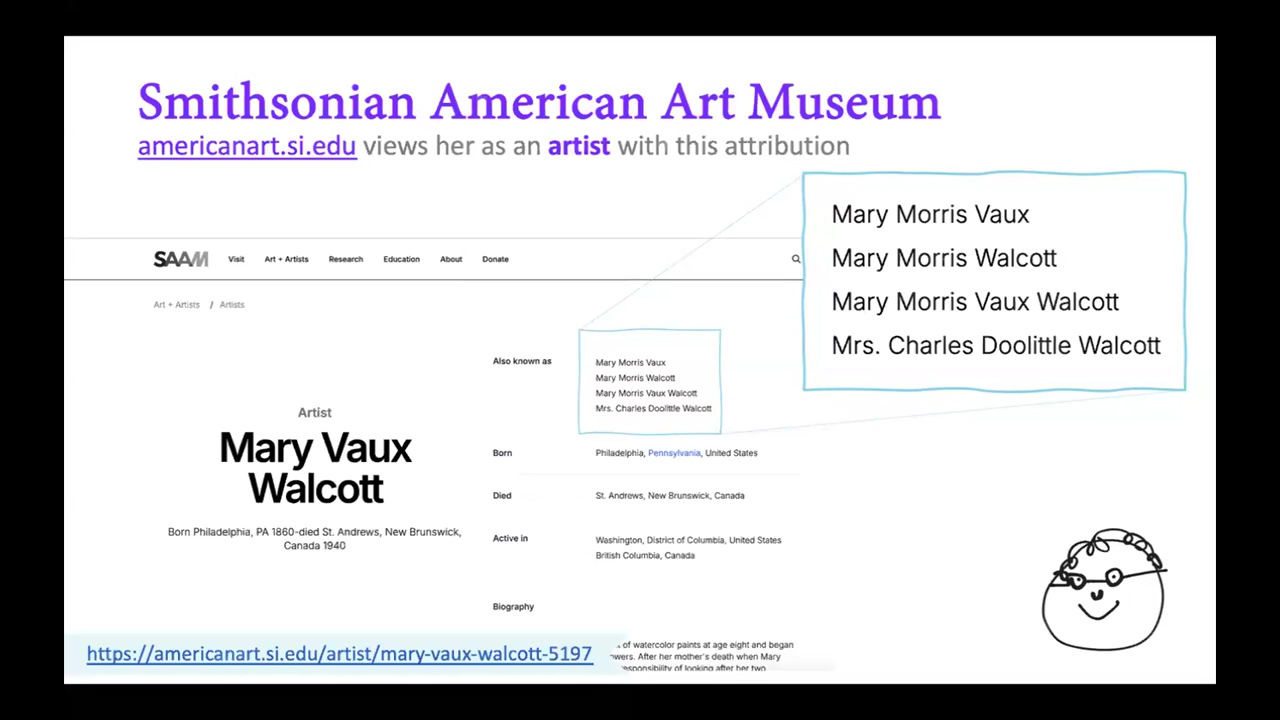 Smithsonian American Art Museum
americanart.si.edu views her as an artist with this attribution
Mary Morris Vaux
Mary Morris Walcott
Mary Morris Vaux Walcott
Mrs. Charles Doolittle Walcott
SAAM Visit Art + Artists Research Education About Donate
Art + Artists / Artists
Also known as
Mary Morris Vaux
Mary Morris Walcott
Mary Morris Vaux Walcott
Mrs. Charles Doolittle Walcott
Artist
Mary Vaux
Walcott
Born Philadelphia, PA 1860-died St. Andrews, New Brunswick,
Canada 1940
Born Philadelphia, Pennsylvania, United States
Died St. Andrews, New Brunswick, Canada
Active in Washington, District of Columbia, United States
British Columbia, Canada
Biography
of watercolor paints at age eight and began
After her mother's death when Mary
responsibility of looking after her two
https://americanart.si.edu/artist/mary-vaux-walcott-5197